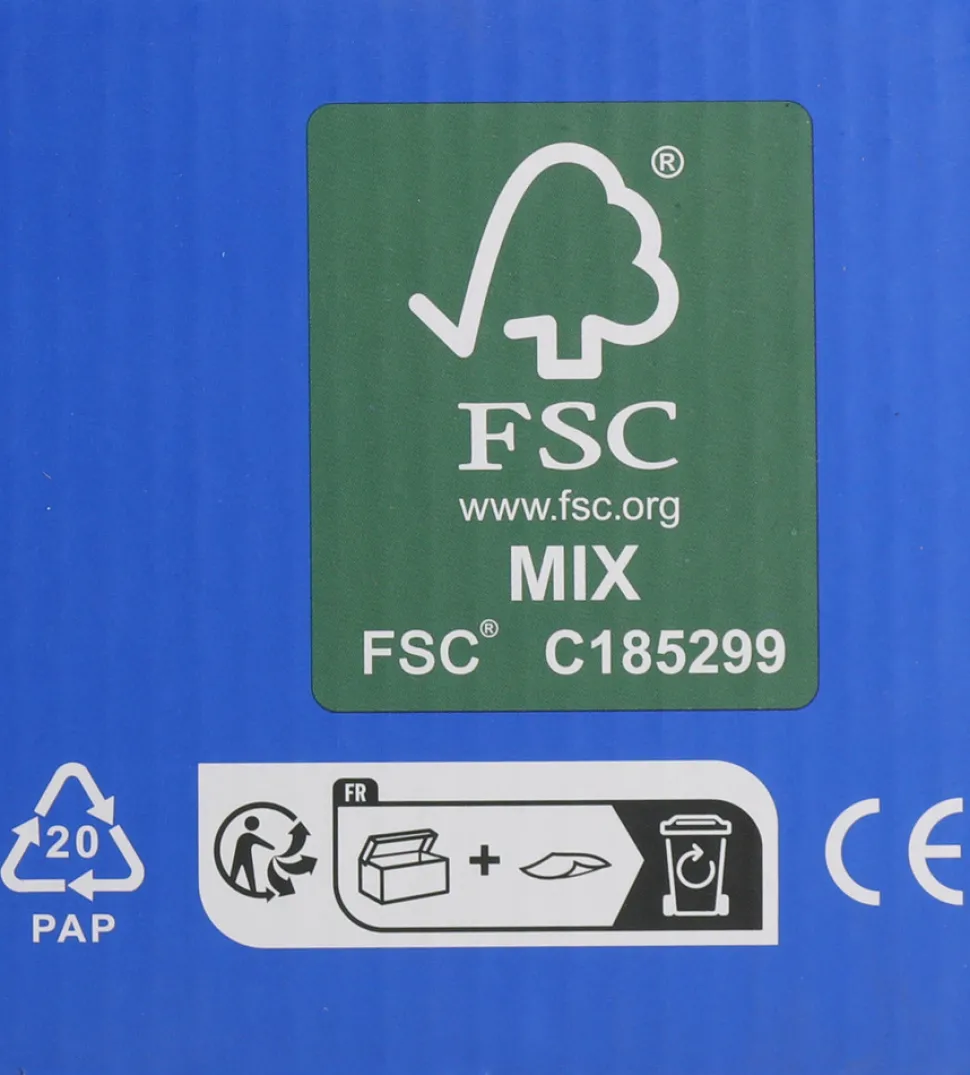 ®
FSC
www.fsc.org
MIX
FSC® C185299
20
PAP
FR
+
CE